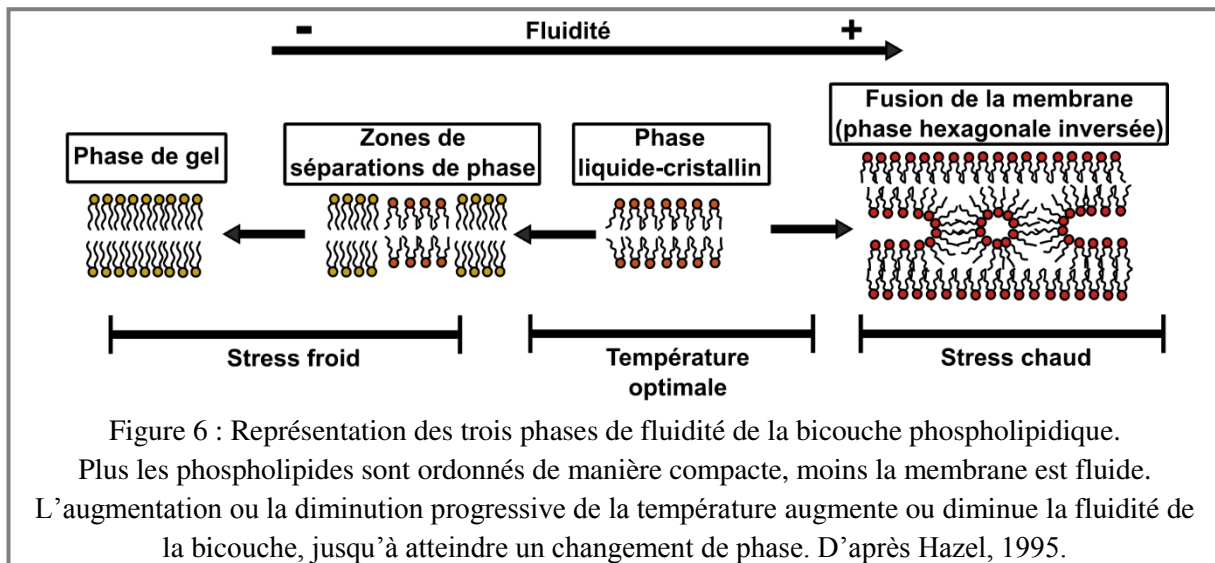 - Fluidité +
Fusion de la membrane
(phase hexagonale inversée)
Phase de gel
Zones de
séparations de phase
Phase
liquide-cristallin
Stress froid
Température
optimale
Stress chaud
Figure 6 : Représentation des trois phases de fluidité de la bicouche phospholipidique.
Plus les phospholipides sont ordonnés de manière compacte, moins la membrane est fluide.
L’augmentation ou la diminution progressive de la température augmente ou diminue la fluidité de
la bicouche, jusqu’à atteindre un changement de phase. D’après Hazel, 1995.